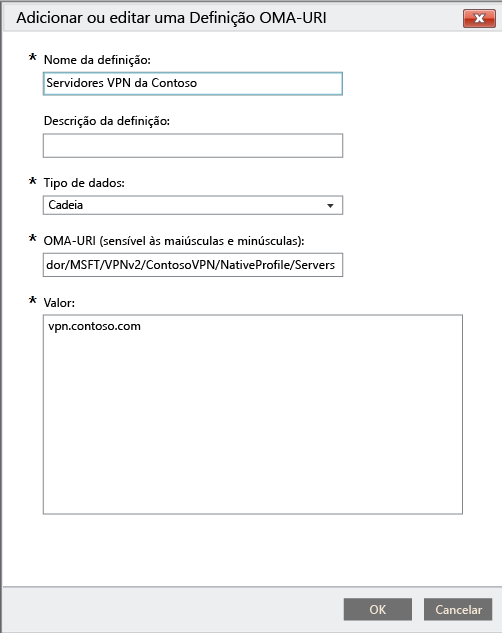 Adicionar ou editar uma Definição OMA-URI
* Nome da definição:
Servidores VPN da Contoso
Descrição da definição:
* Tipo de dados:
Cadeia
* OMA-URI (sensível às maiúsculas e minúsculas):
dor/MSFT/VPNv2/ContosoVPN/NativeProfile/Servers
* Valor:
vpn.contoso.com
OK
Cancelar